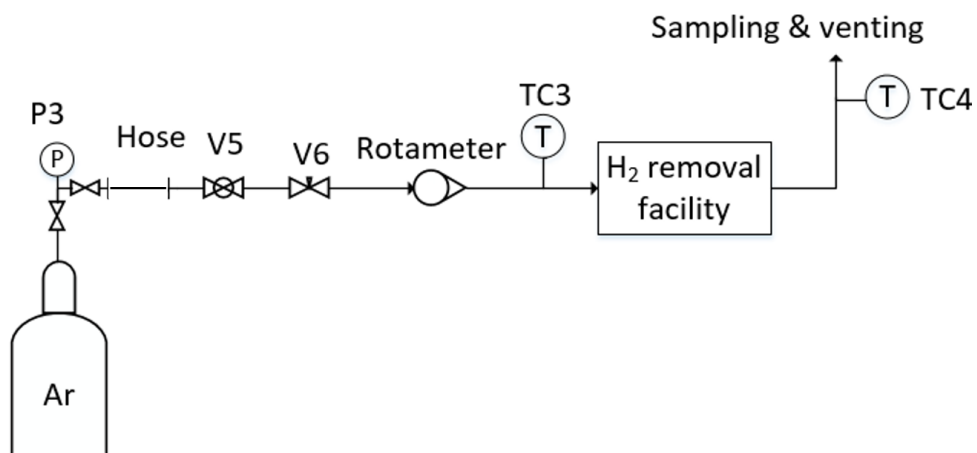 Sampling & venting
P3
P
Hose
V5
V6
Rotameter
TC3
T
T
TC4
H₂ removal
facility
Ar